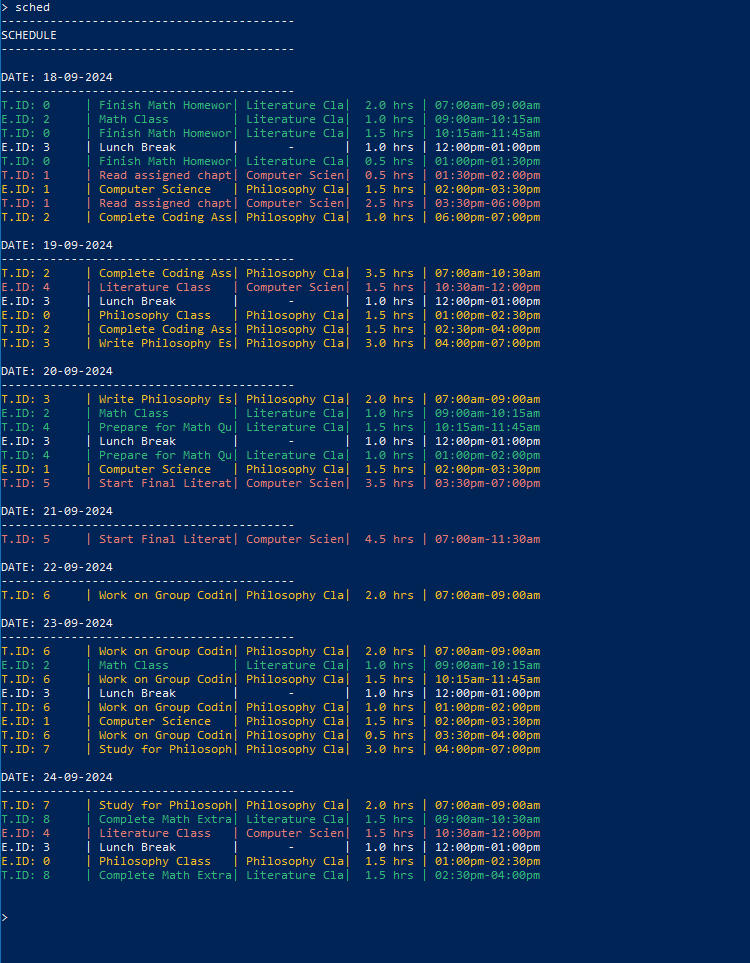 > sched
------------------------------------------
SCHEDULE
------------------------------------------
DATE: 18-09-2024
------------------------------------------
T.ID: 0     | Finish Math Homewor| Literature Cla|  2.0 hrs | 07:00am-09:00am
E.ID: 2     | Math Class         | Literature Cla|  1.0 hrs | 09:00am-10:15am
T.ID: 0     | Finish Math Homewor| Literature Cla|  1.5 hrs | 10:15am-11:45am
E.ID: 3     | Lunch Break        |       -       |  1.0 hrs | 12:00pm-01:00pm
T.ID: 0     | Finish Math Homewor| Literature Cla|  0.5 hrs | 01:00pm-01:30pm
T.ID: 1     | Read assigned chapt| Computer Scien|  0.5 hrs | 01:30pm-02:00pm
E.ID: 1     | Computer Science   | Philosophy Cla|  1.5 hrs | 02:00pm-03:30pm
T.ID: 1     | Read assigned chapt| Computer Scien|  2.5 hrs | 03:30pm-06:00pm
T.ID: 2     | Complete Coding Ass| Philosophy Cla|  1.0 hrs | 06:00pm-07:00pm
DATE: 19-09-2024
------------------------------------------
T.ID: 2     | Complete Coding Ass| Philosophy Cla|  3.5 hrs | 07:00am-10:30am
E.ID: 4     | Literature Class   | Computer Scien|  1.5 hrs | 10:30am-12:00pm
E.ID: 3     | Lunch Break        |       -       |  1.0 hrs | 12:00pm-01:00pm
E.ID: 0     | Philosophy Class   | Philosophy Cla|  1.5 hrs | 01:00pm-02:30pm
T.ID: 2     | Complete Coding Ass| Philosophy Cla|  1.5 hrs | 02:30pm-04:00pm
T.ID: 3     | Write Philosophy Es| Philosophy Cla|  3.0 hrs | 04:00pm-07:00pm
DATE: 20-09-2024
------------------------------------------
T.ID: 3     | Write Philosophy Es| Philosophy Cla|  2.0 hrs | 07:00am-09:00am
E.ID: 2     | Math Class         | Literature Cla|  1.0 hrs | 09:00am-10:15am
T.ID: 4     | Prepare for Math Qu| Literature Cla|  1.5 hrs | 10:15am-11:45am
E.ID: 3     | Lunch Break        |       -       |  1.0 hrs | 12:00pm-01:00pm
T.ID: 4     | Prepare for Math Qu| Literature Cla|  1.0 hrs | 01:00pm-02:00pm
E.ID: 1     | Computer Science   | Philosophy Cla|  1.5 hrs | 02:00pm-03:30pm
T.ID: 5     | Start Final Literat| Computer Scien|  3.5 hrs | 03:30pm-07:00pm
DATE: 21-09-2024
------------------------------------------
T.ID: 5     | Start Final Literat| Computer Scien|  4.5 hrs | 07:00am-11:30am
DATE: 22-09-2024
------------------------------------------
T.ID: 6     | Work on Group Codin| Philosophy Cla|  2.0 hrs | 07:00am-09:00am
DATE: 23-09-2024
------------------------------------------
T.ID: 6     | Work on Group Codin| Philosophy Cla|  2.0 hrs | 07:00am-09:00am
E.ID: 2     | Math Class         | Literature Cla|  1.0 hrs | 09:00am-10:15am
T.ID: 6     | Work on Group Codin| Philosophy Cla|  1.5 hrs | 10:15am-11:45am
E.ID: 3     | Lunch Break        |       -       |  1.0 hrs | 12:00pm-01:00pm
T.ID: 6     | Work on Group Codin| Philosophy Cla|  1.0 hrs | 01:00pm-02:00pm
E.ID: 1     | Computer Science   | Philosophy Cla|  1.5 hrs | 02:00pm-03:30pm
T.ID: 6     | Work on Group Codin| Philosophy Cla|  0.5 hrs | 03:30pm-04:00pm
T.ID: 7     | Study for Philosoph| Philosophy Cla|  3.0 hrs | 04:00pm-07:00pm
DATE: 24-09-2024
------------------------------------------
T.ID: 7     | Study for Philosoph| Philosophy Cla|  2.0 hrs | 07:00am-09:00am
T.ID: 8     | Complete Math Extra| Literature Cla|  1.5 hrs | 09:00am-10:30am
E.ID: 4     | Literature Class   | Computer Scien|  1.5 hrs | 10:30am-12:00pm
E.ID: 3     | Lunch Break        |       -       |  1.0 hrs | 12:00pm-01:00pm
E.ID: 0     | Philosophy Class   | Philosophy Cla|  1.5 hrs | 01:00pm-02:30pm
T.ID: 8     | Complete Math Extra| Literature Cla|  1.5 hrs | 02:30pm-04:00pm
>